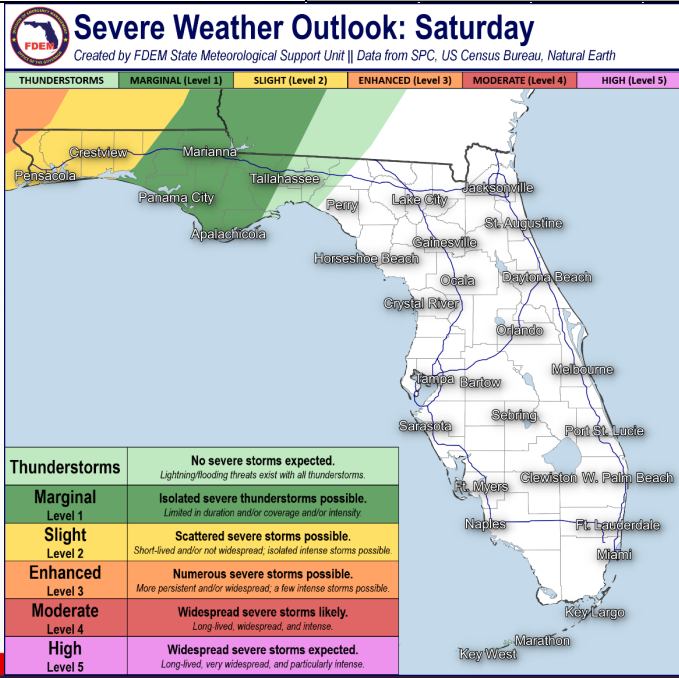 FDEM
Severe Weather Outlook: Saturday
Created by FDEM State Meteorological Support Unit || Data from SPC, US Census Bureau, Natural Earth
THUNDERSTORMS MARGINAL (Level 1) SLIGHT (Level 2) ENHANCED (Level 3) MODERATE (Level 4) HIGH (Level 5)
Crestview
Marianna
Pensacola
Tallahassee
Jacksonville
Panama City
Perry
Lake City
Apalachicola
St. Augustine
Gainesville
Horseshoe Beach
Ocala
Daytona Beach
Crystal River
Orlando
Melbourne
Tampa
Bartow
Sarasota
Sebring
Port St. Lucie
Ft. Myers
Clewiston
W. Palm Beach
Naples
Ft. Lauderdale
Miami
Key Largo
Marathon
Key West
Thunderstorms
No severe storms expected.
Lightning/flooding threats exist with all thunderstorms.
Marginal
Level 1
Isolated severe thunderstorms possible.
Limited in duration and/or coverage and/or intensity.
Slight
Level 2
Scattered severe storms possible.
Short-lived and/or not widespread; isolated intense storms possible.
Enhanced
Level 3
Numerous severe storms possible.
More persistent and/or widespread; a few intense storms possible.
Moderate
Level 4
Widespread severe storms likely.
Long-lived, widespread, and intense.
High
Level 5
Widespread severe storms expected.
Long-lived, very widespread, and particularly intense.